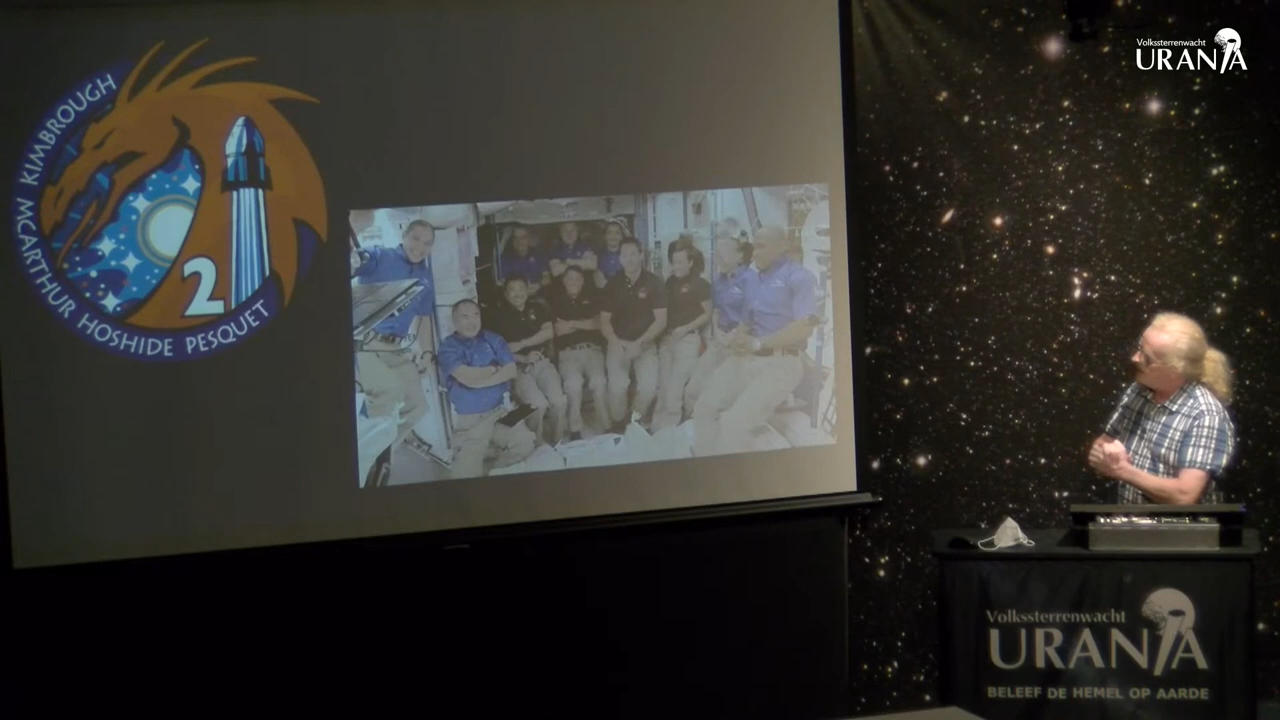 KIMBROUGH
MCARTHUR HOSHIDE PESQUET
2
Volkssterrenwacht
URANIA
Volkssterrenwacht
URANIA
BELEEF DE HEMEL OP AARDE